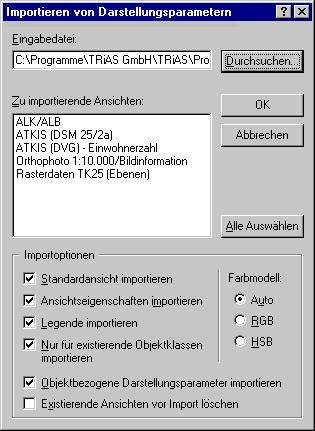 Importieren von Darstellungsparametern
Eingabedatei:
C:\Programme\TRiAS GmbH\TRiAS\Pro
Durchsuchen...
Zu importierende Ansichten:
OK
ALK/ALB
ATKIS (DSM 25/2a)
ATKIS (DVG) - Einwohnerzahl
Orthophoto 1:10.000/Bildinformation
Rasterdaten TK25 (Ebenen)
Abbrechen
Alle Auswählen
Importoptionen
Standardansicht importieren
Ansichtseigenschaften importieren
Legende importieren
Nur für existierende Objektklassen
importieren
Farbmodell:
Auto
RGB
HSB
Objektbezogene Darstellungsparameter importieren
Existierende Ansichten vor Import löschen